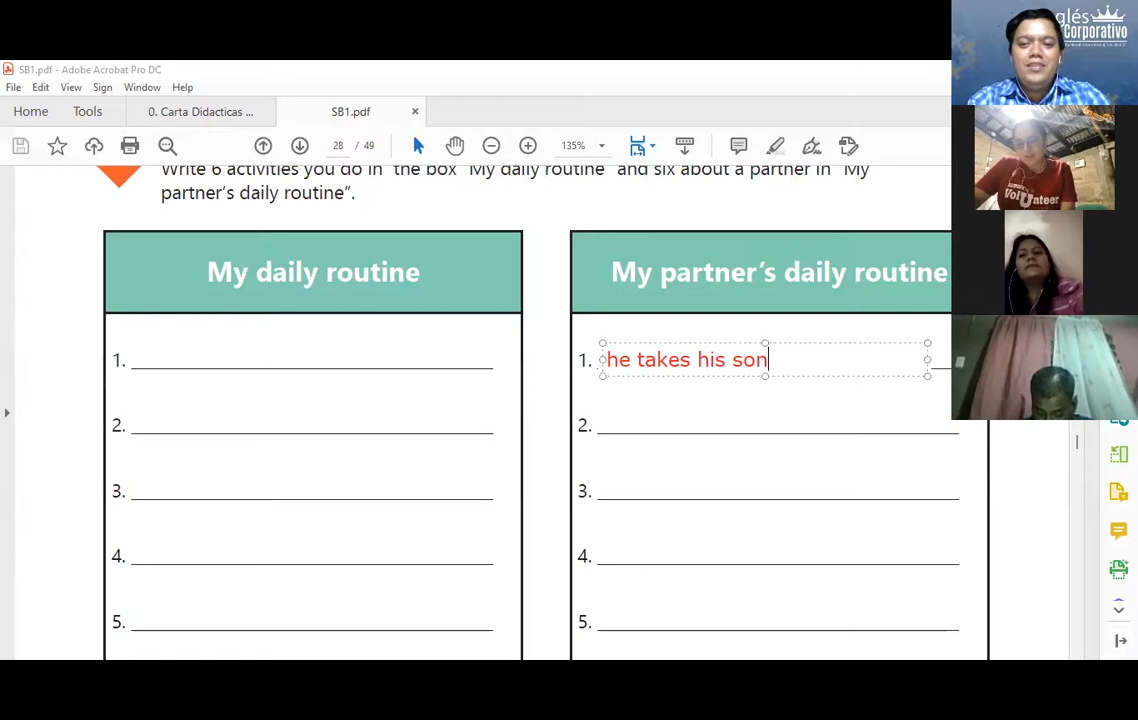 SB1.pdf - Adobe Acrobat Pro DC
File Edit View Sign Window Help
Home Tools 0. Carta Didacticas ... SB1.pdf ×
28 / 49 135%
Write 6 activities you do in "the box "My daily routine" and six about a partner in "My
partner's daily routine".
My daily routine
1.
2.
3.
4.
5.
My partner's daily routine
1. he takes his son
2.
3.
4.
5.
glés
Corporativo
Volunteer